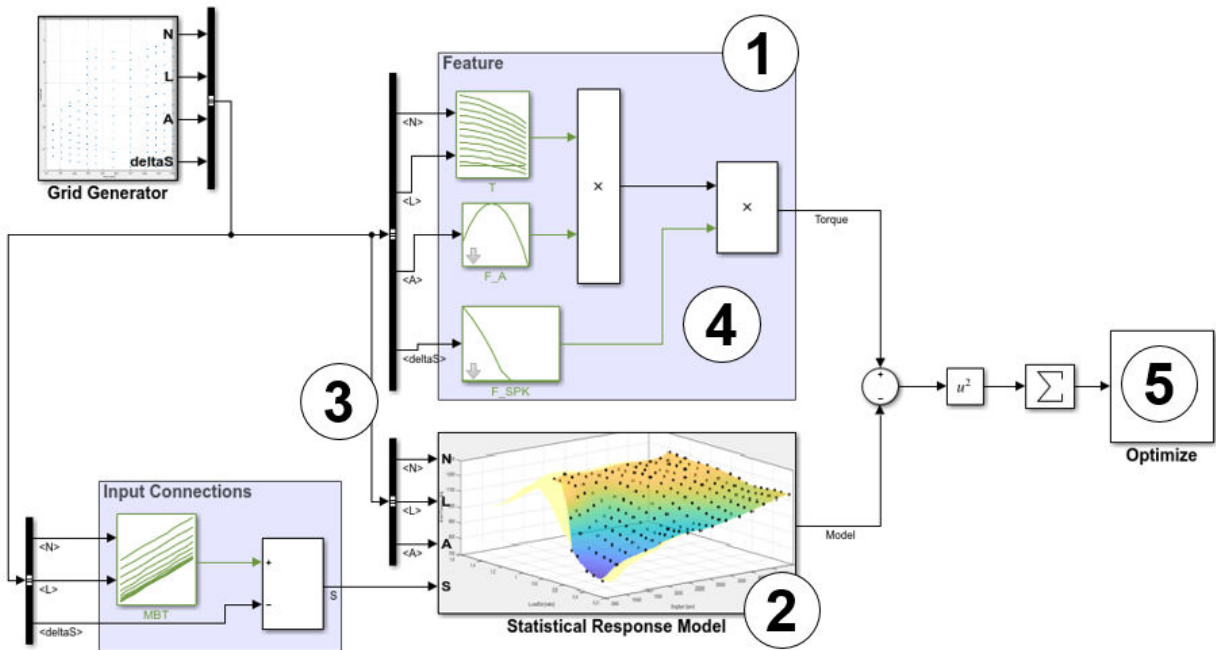 N
L
A
deltaS
Grid Generator
1
Feature
<N>
<L>
T
×
×
Torque
<A>
F_A
4
<deltaS>
F_SPK
3
+
−
u²
∑
5
Optimize
N
<N>
L
<L>
A
<A>
S
Model
Statistical Response Model
2
Input Connections
<N>
<L>
MBT
+
−
S
<deltaS>